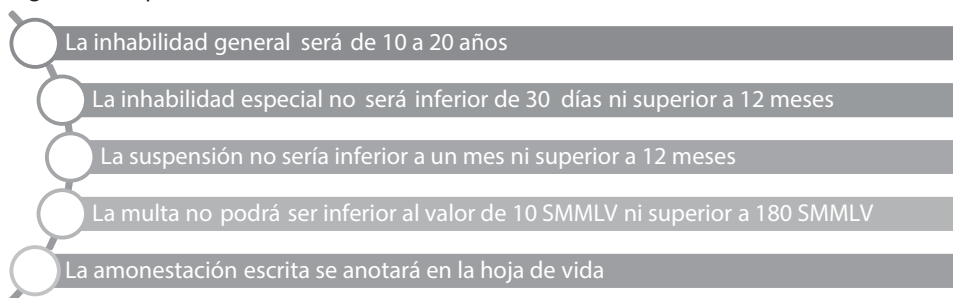 La inhabilidad general será de 10 a 20 años
La inhabilidad especial no será inferior de 30 días ni superior a 12 meses
La suspensión no sería inferior a un mes ni superior a 12 meses
La multa no podrá ser inferior al valor de 10 SMMLV ni superior a 180 SMMLV
La amonestación escrita se anotará en la hoja de vida